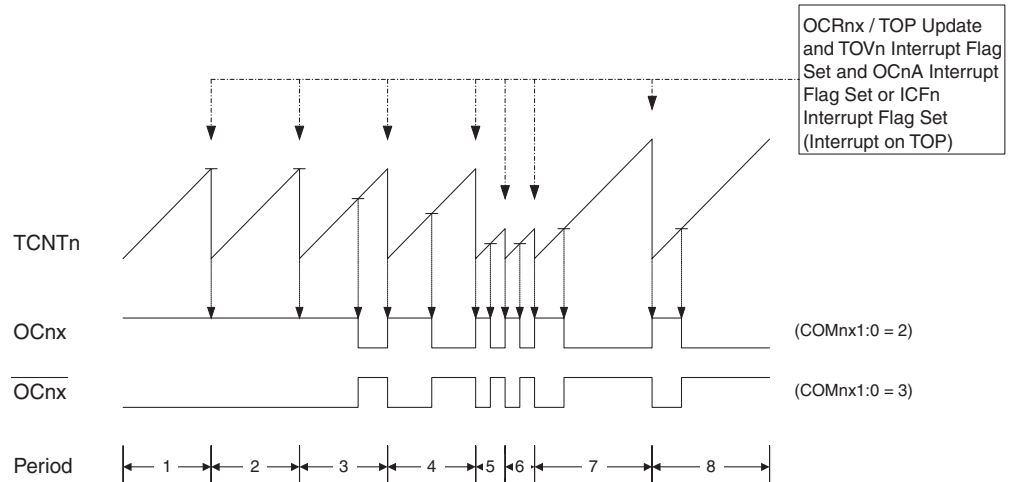 OCRnx / TOP Update
and TOVn Interrupt Flag
Set and OCnA Interrupt
Flag Set or ICFn
Interrupt Flag Set
(Interrupt on TOP)
TCNTn
OCnx (COMnx1:0 = 2)
OCnx (COMnx1:0 = 3)
Period 1 2 3 4 5 6 7 8